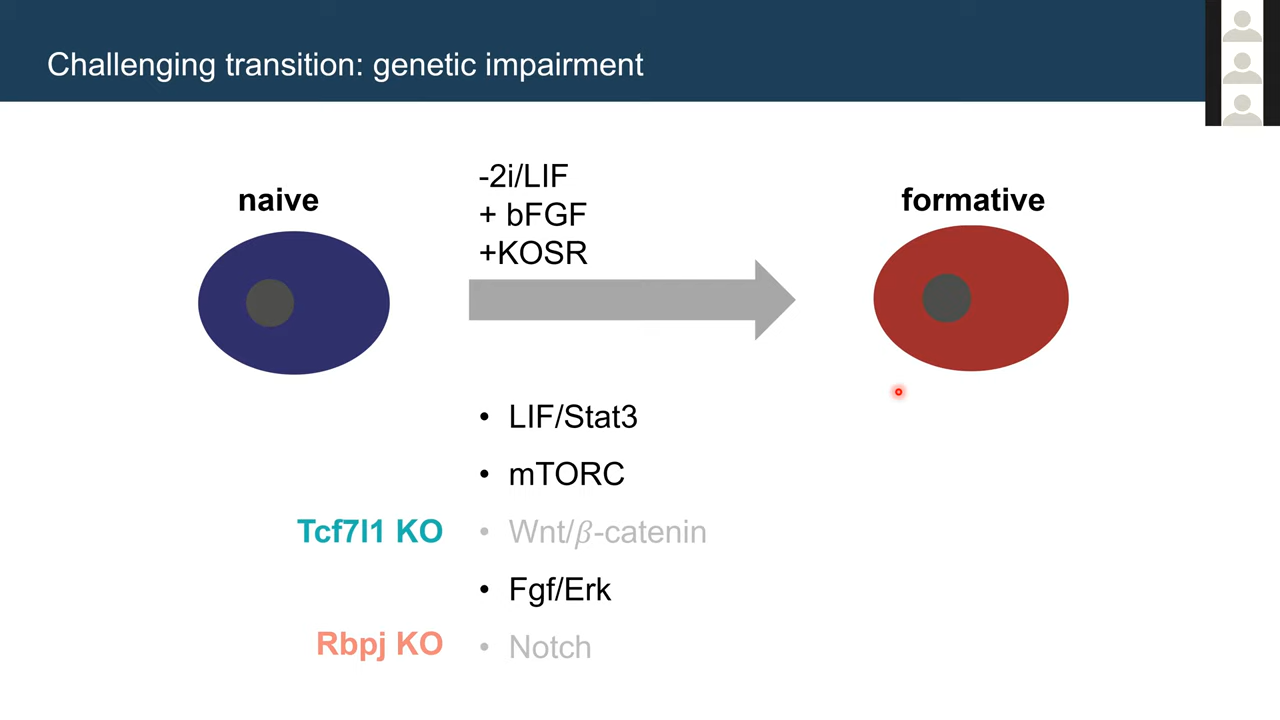 Challenging transition: genetic impairment
naive
-2i/LIF
+ bFGF
+KOSR
formative
• LIF/Stat3
• mTORC
Tcf7l1 KO • Wnt/β-catenin
• Fgf/Erk
Rbpj KO • Notch